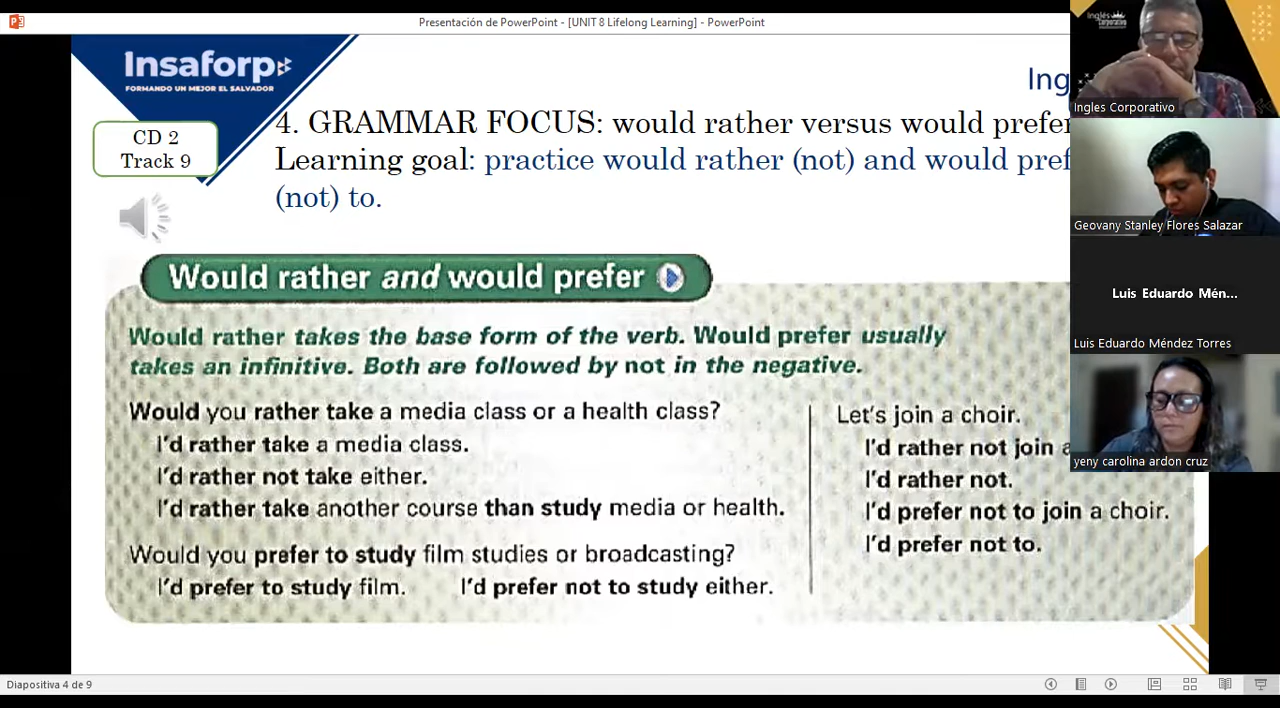 Presentación de PowerPoint - [UNIT 8 Lifelong Learning] - PowerPoint
Insaforp
FORMANDO UN MEJOR EL SALVADOR
Ing
CD 2
Track 9
4. GRAMMAR FOCUS: would rather versus would prefer
Learning goal: practice would rather (not) and would pref
(not) to.
Would rather and would prefer
Would rather takes the base form of the verb. Would prefer usually
takes an infinitive. Both are followed by not in the negative.
Would you rather take a media class or a health class?
I'd rather take a media class.
I'd rather not take either.
I'd rather take another course than study media or health.
Would you prefer to study film studies or broadcasting?
I'd prefer to study film. I'd prefer not to study either.
Let's join a choir.
I'd rather not join a
I'd rather not.
I'd prefer not to join a choir.
I'd prefer not to.
Inglés
Corporativo
Ingles Corporativo
Geovany Stanley Flores Salazar
Luis Eduardo Mén...
Luis Eduardo Méndez Torres
yeny carolina ardon cruz
Diapositiva 4 de 9